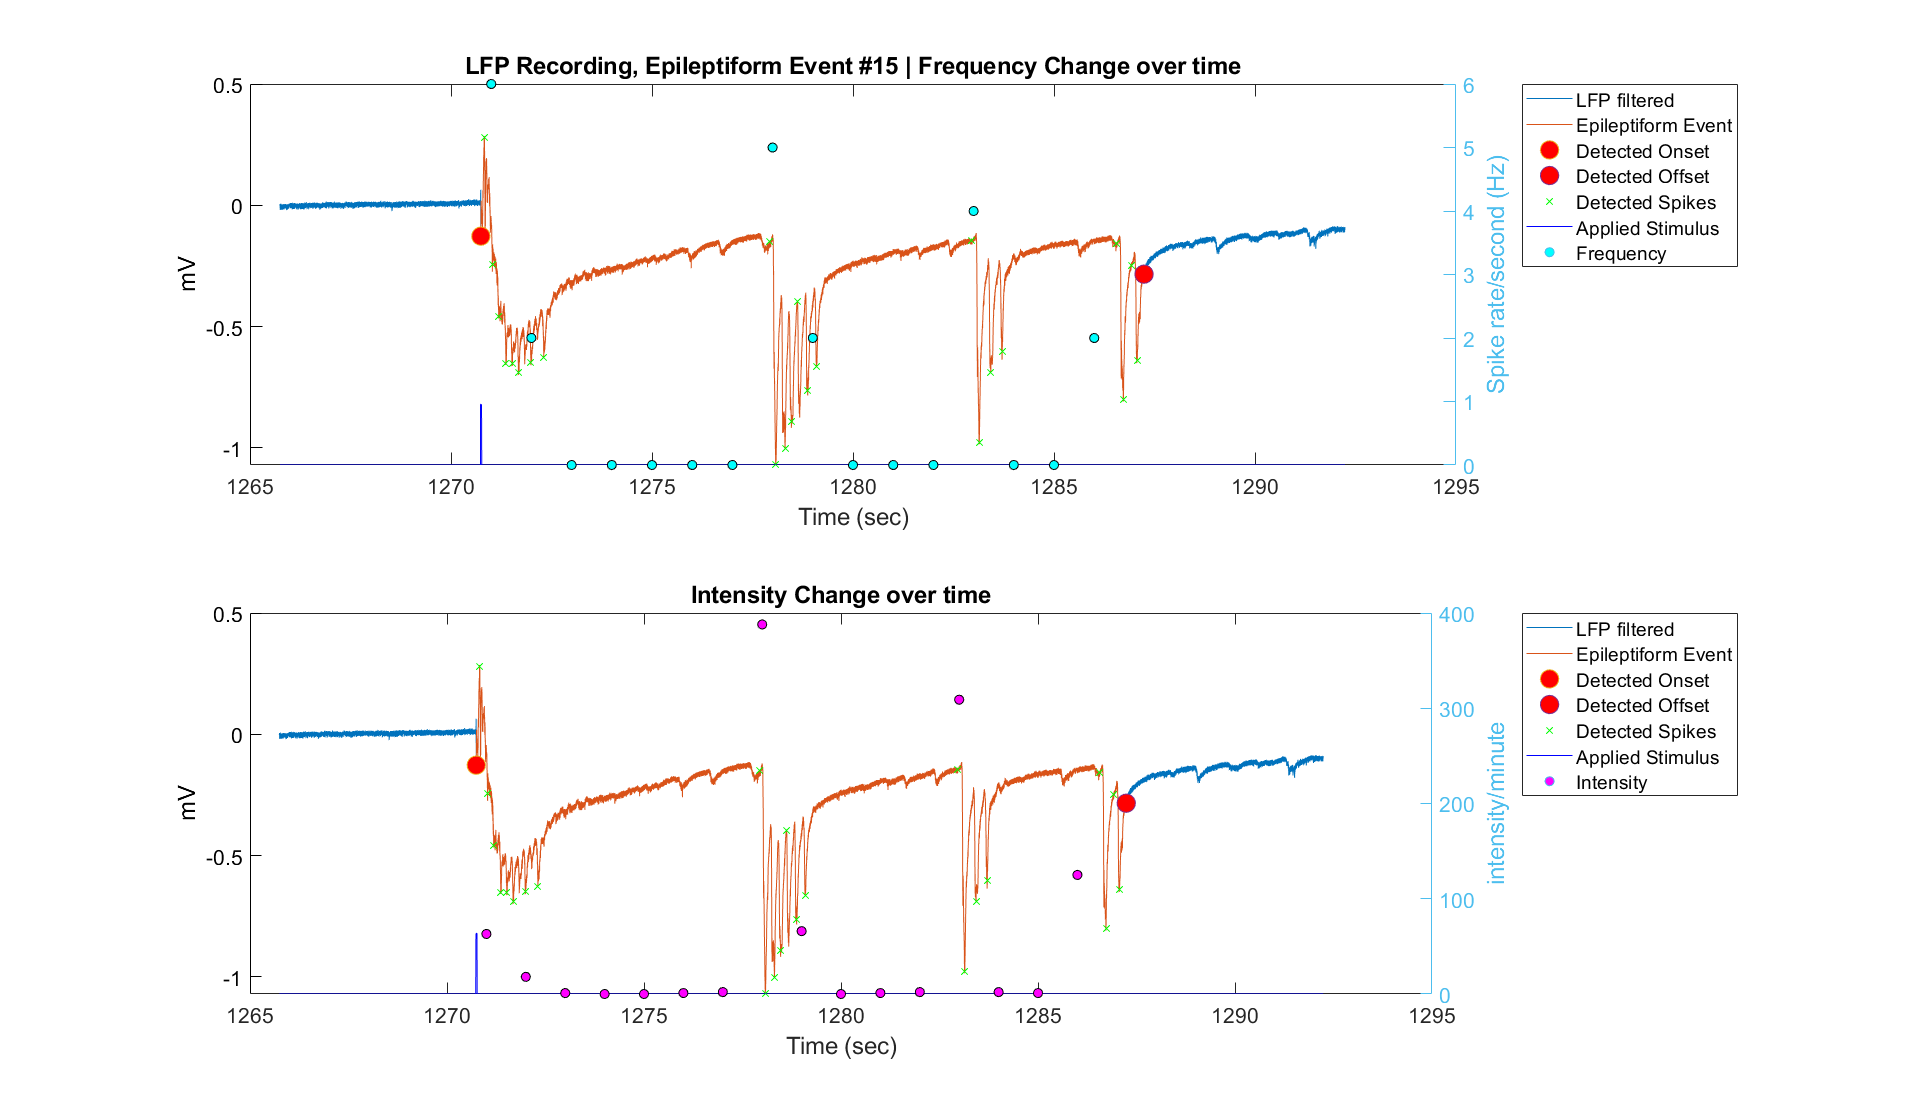 LFP Recording, Epileptiform Event #15 | Frequency Change over time
0.5
0
-0.5
-1
mV
6
5
4
3
2
1
0
Spike rate/second (Hz)
1265
1270
1275
1280
1285
1290
1295
Time (sec)
LFP filtered
Epileptiform Event
Detected Onset
Detected Offset
Detected Spikes
Applied Stimulus
Frequency
Intensity Change over time
0.5
0
-0.5
-1
mV
400
300
200
100
0
intensity/minute
1265
1270
1275
1280
1285
1290
1295
Time (sec)
LFP filtered
Epileptiform Event
Detected Onset
Detected Offset
Detected Spikes
Applied Stimulus
Intensity